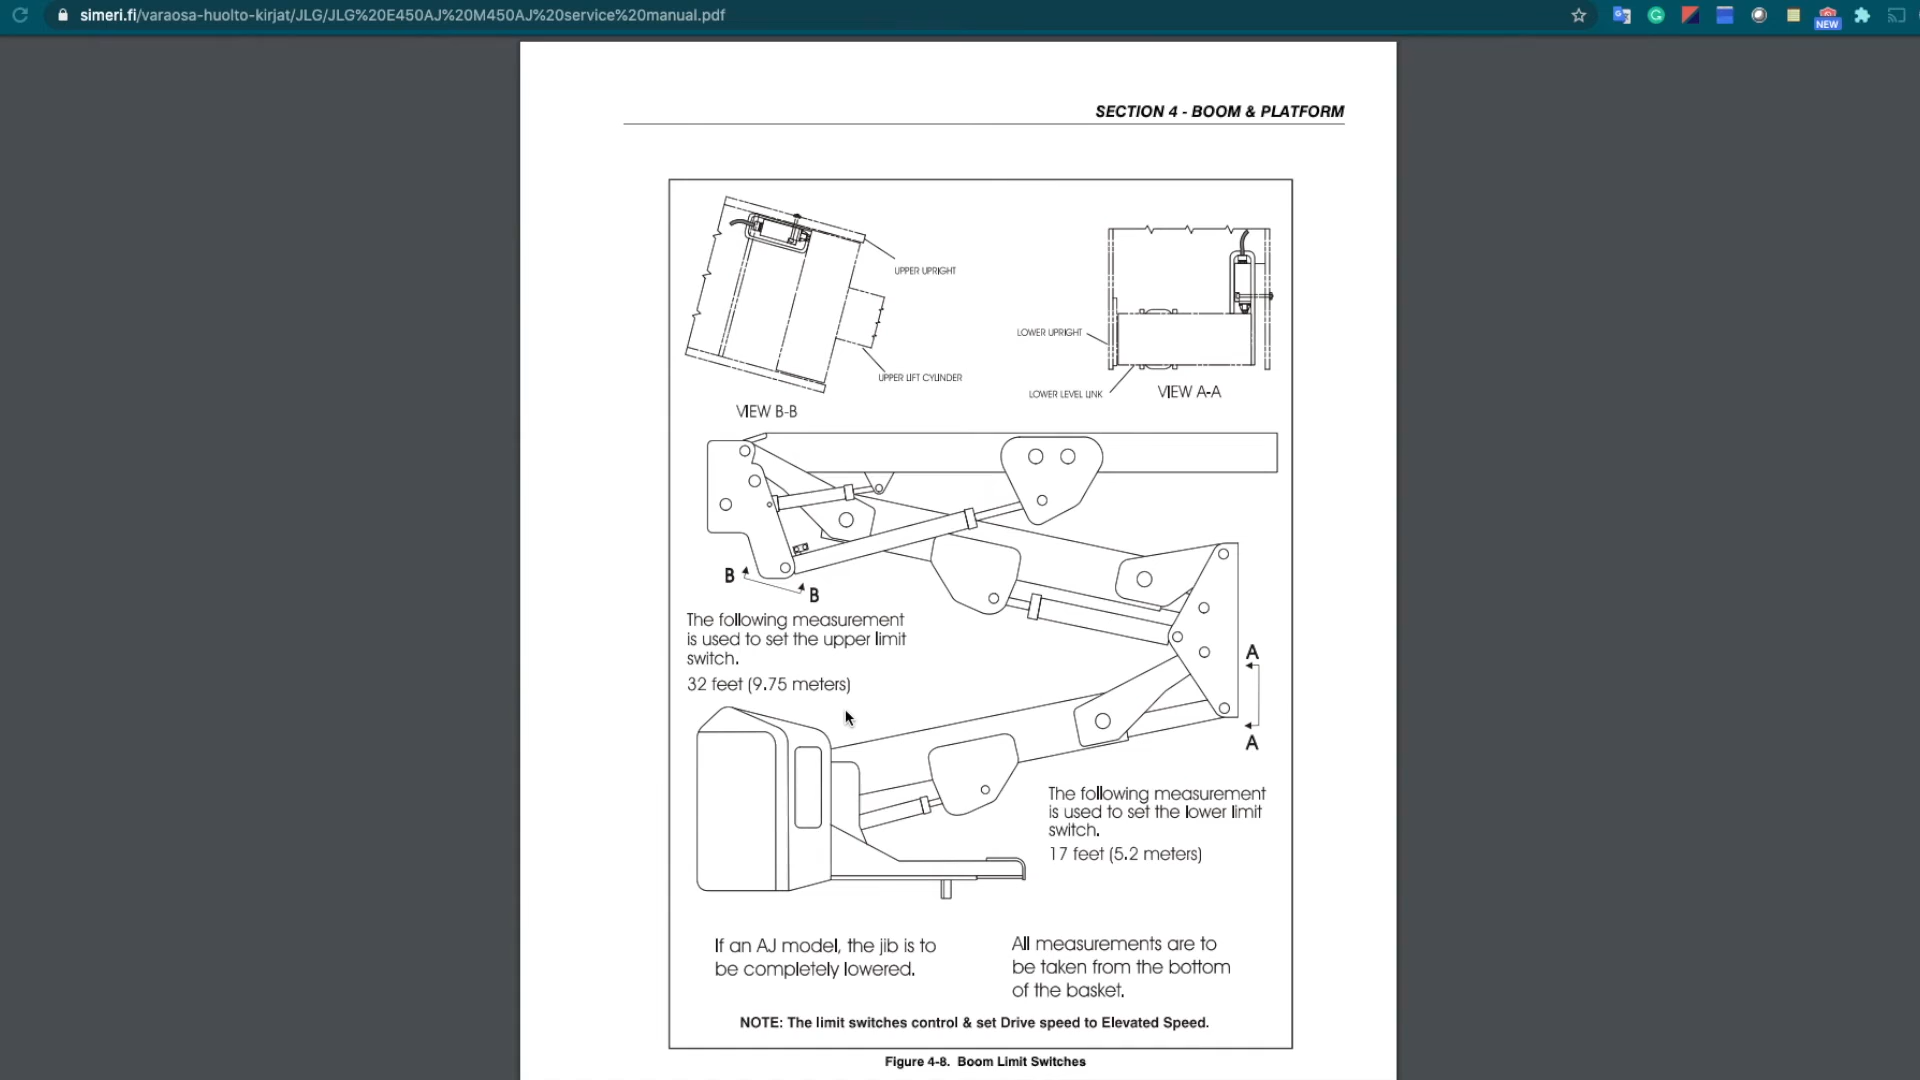 simeri.fi/varaosa-huolto-kirjat/JLG/JLG%20E450AJ%20M450AJ%20service%20manual.pdf
NEW
SECTION 4 - BOOM & PLATFORM
UPPER UPRIGHT
LOWER UPRIGHT
UPPER LIFT CYLINDER
LOWER LEVEL LINK
VIEW A-A
VIEW B-B
B
B
The following measurement
is used to set the upper limit
switch.
32 feet (9.75 meters)
A
A
The following measurement
is used to set the lower limit
switch.
17 feet (5.2 meters)
If an AJ model, the jib is to
be completely lowered.
All measurements are to
be taken from the bottom
of the basket.
NOTE: The limit switches control & set Drive speed to Elevated Speed.
Figure 4-8. Boom Limit Switches